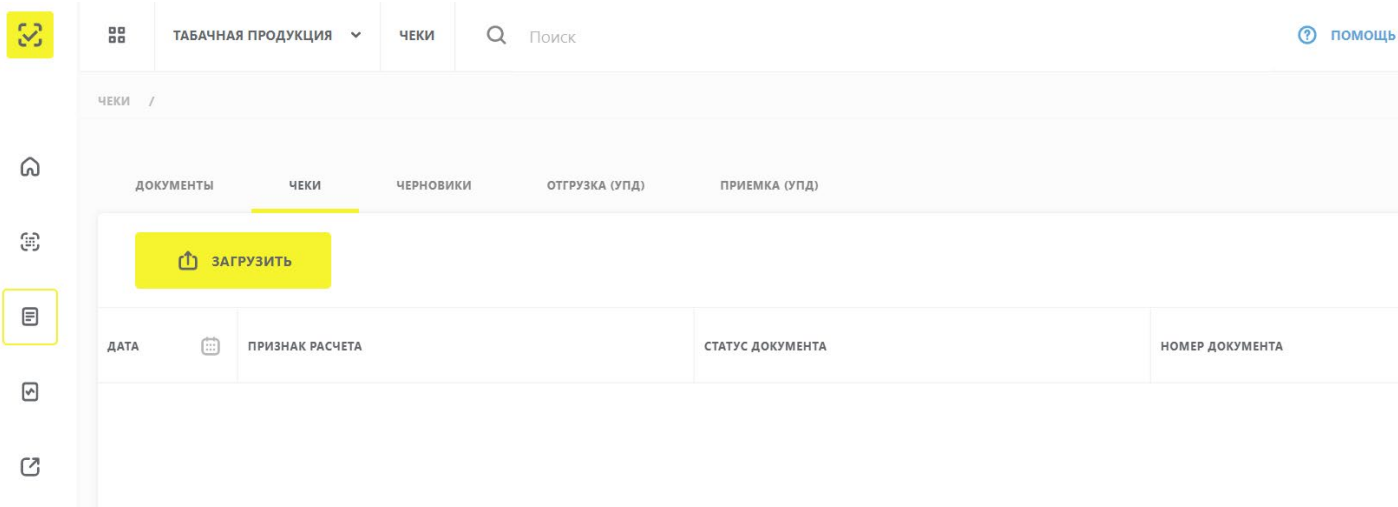 ТАБАЧНАЯ ПРОДУКЦИЯ ЧЕКИ Поиск ПОМОЩЬ
ЧЕКИ /
ДОКУМЕНТЫ ЧЕКИ ЧЕРНОВИКИ ОТГРУЗКА (УПД) ПРИЕМКА (УПД)
ЗАГРУЗИТЬ
ДАТА ПРИЗНАК РАСЧЕТА СТАТУС ДОКУМЕНТА НОМЕР ДОКУМЕНТА